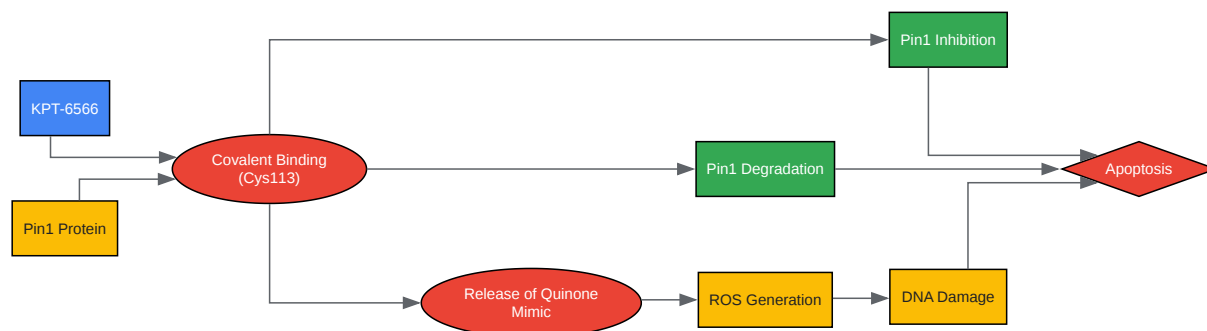 Pin1 Inhibition
KPT-6566
Covalent Binding
(Cys113)
Pin1 Degradation
Apoptosis
Pin1 Protein
Release of Quinone
Mimic
ROS Generation
DNA Damage